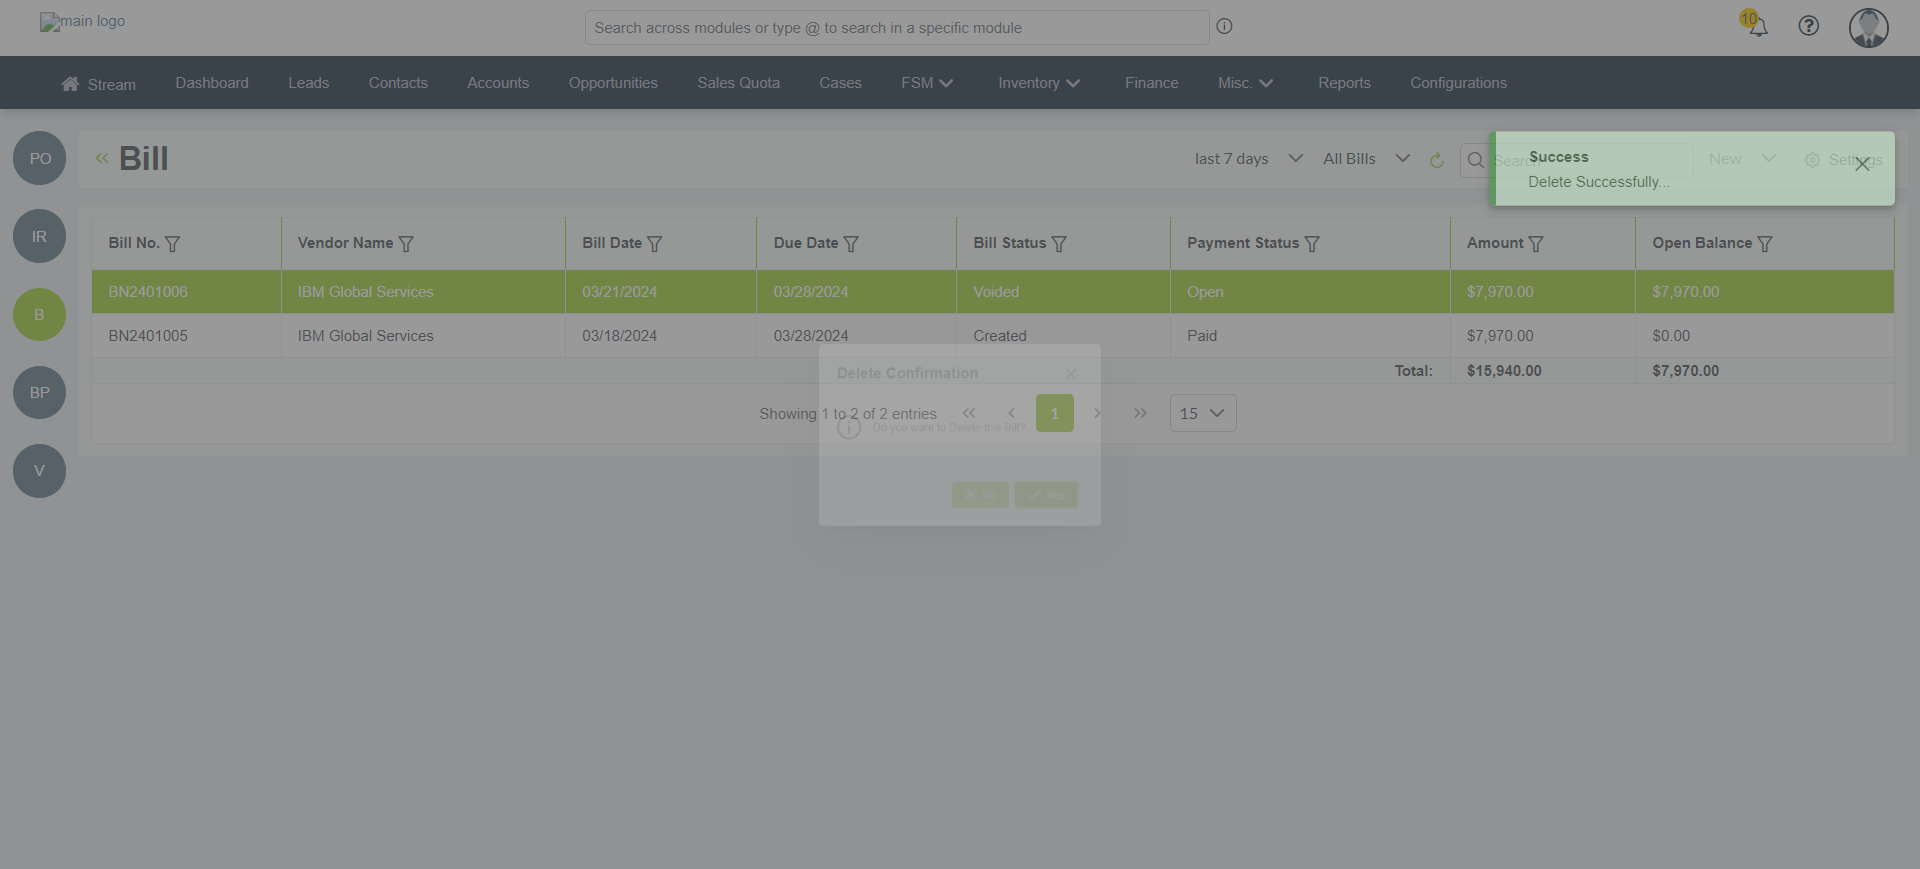 main logo
Search across modules or type @ to search in a specific module
10
Stream Dashboard Leads Contacts Accounts Opportunities Sales Quota Cases FSM Inventory Finance Misc. Reports Configurations
PO
IR
B
BP
V
Bill
last 7 days All Bills Search New Settings
Success
Delete Successfully...
Bill No. Vendor Name Bill Date Due Date Bill Status Payment Status Amount Open Balance
BN2401006 IBM Global Services 03/21/2024 03/28/2024 Voided Open $7,970.00 $7,970.00
BN2401005 IBM Global Services 03/18/2024 03/28/2024 Created Paid $7,970.00 $0.00
Total: $15,940.00 $7,970.00
Showing 1 to 2 of 2 entries 1 15
Delete Confirmation
Do you want to Delete this Bill?
No Yes